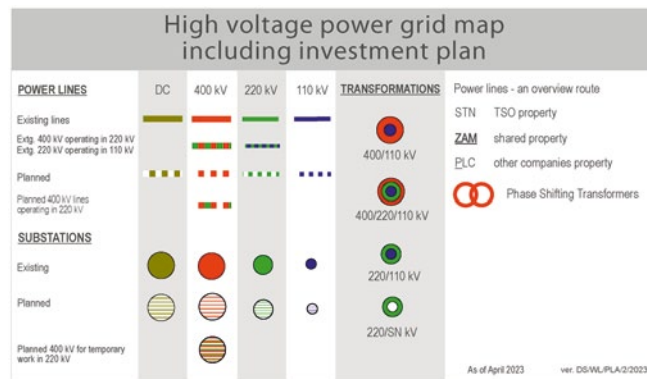 High voltage power grid map
including investment plan
POWER LINES
DC
400 kV
220 kV
110 kV
TRANSFORMATIONS
Power lines - an overview route
Existing lines
STN TSO property
Extg. 400 kV operating in 220 kV
Extg. 220 kV operating in 110 kV
ZAM shared property
400/110 kV
PLC other companies property
Planned
Phase Shifting Transformers
Planned 400 kV lines
operating in 220 kV
400/220/110 kV
SUBSTATIONS
Existing
220/110 kV
Planned
220/SN kV
Planned 400 kV for temporary
work in 220 kV
As of April 2023
ver. DS/WL/PLA/2/2023